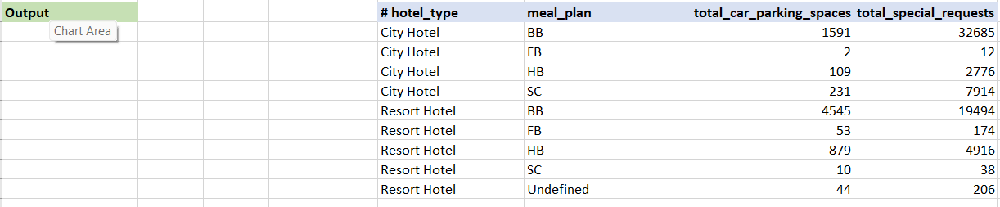 Output # hotel_type meal_plan total_car_parking_spaces total_special_requests
Chart Area
City Hotel BB 1591 32685
City Hotel FB 2 12
City Hotel HB 109 2776
City Hotel SC 231 7914
Resort Hotel BB 4545 19494
Resort Hotel FB 53 174
Resort Hotel HB 879 4916
Resort Hotel SC 10 38
Resort Hotel Undefined 44 206